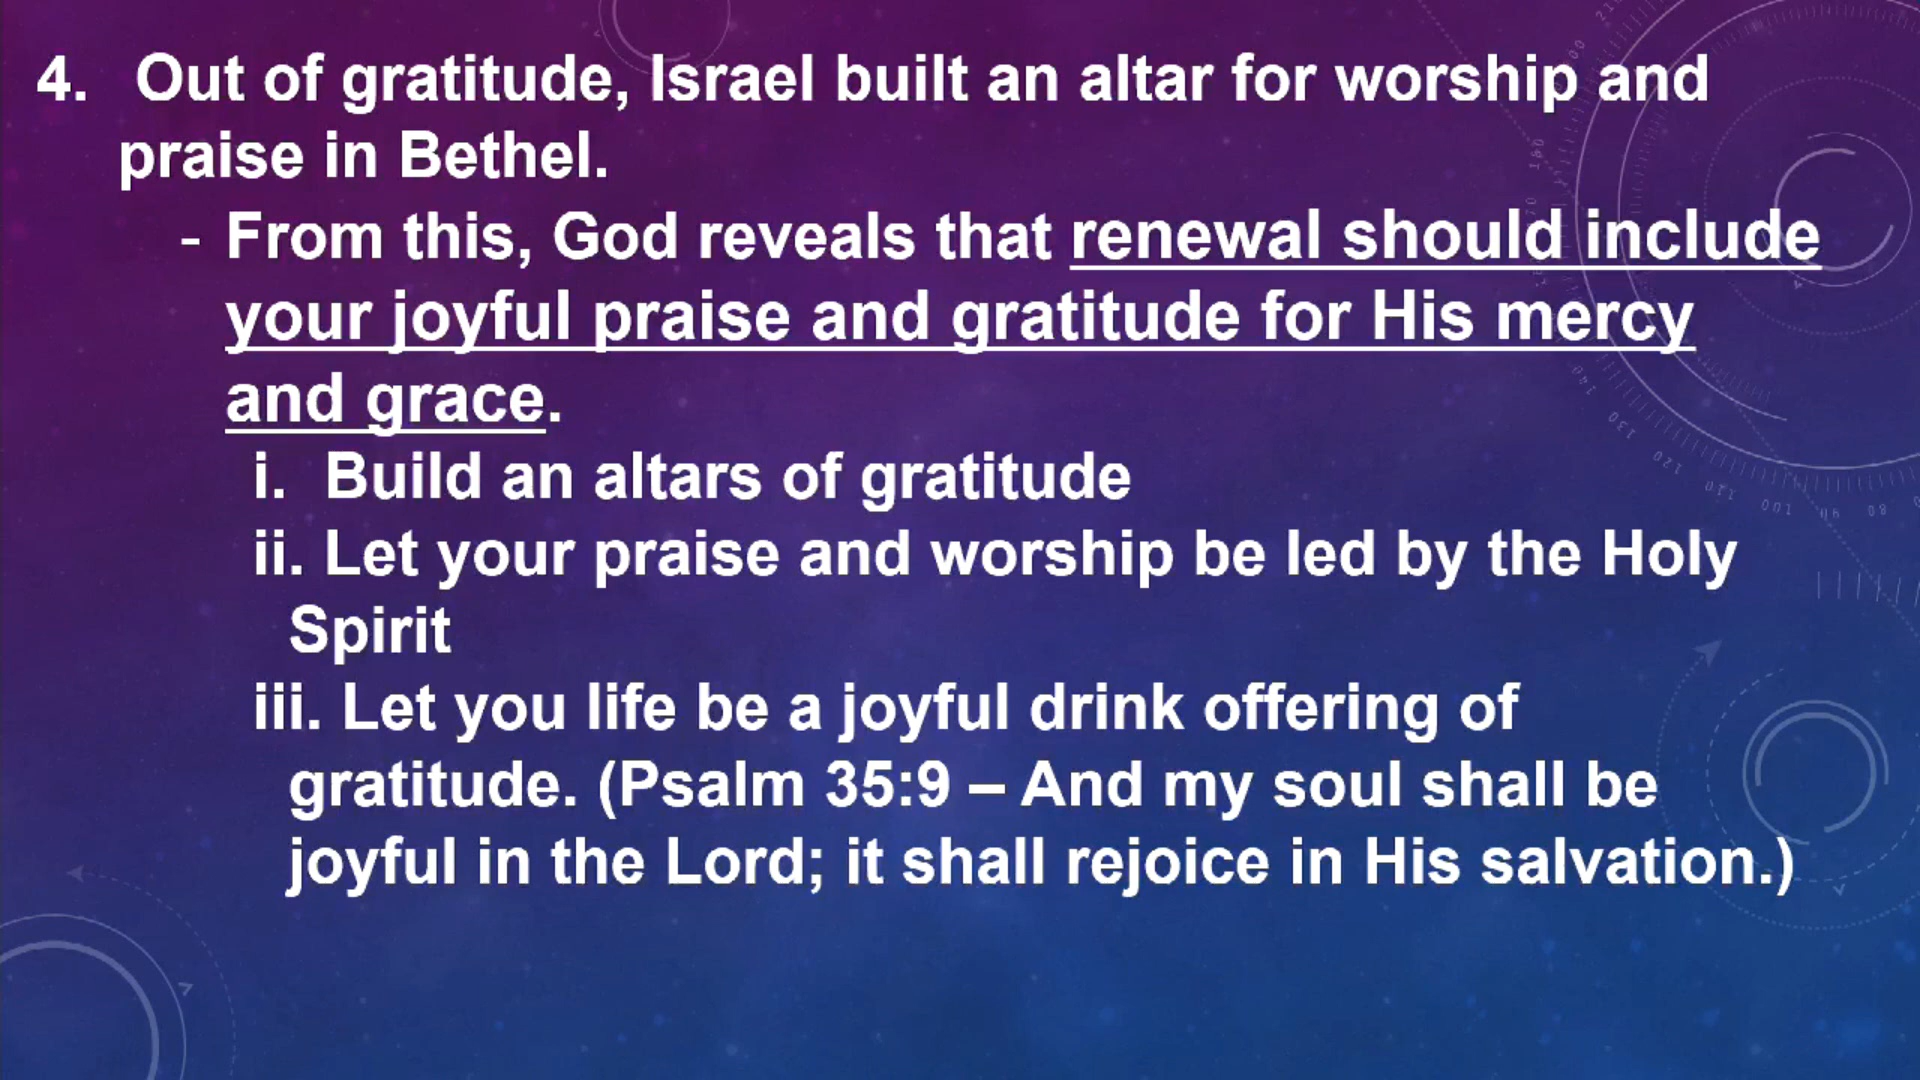 4. Out of gratitude, Israel built an altar for worship and
praise in Bethel.
- From this, God reveals that renewal should include
your joyful praise and gratitude for His mercy
and grace.
i. Build an altars of gratitude
ii. Let your praise and worship be led by the Holy
Spirit
iii. Let you life be a joyful drink offering of
gratitude. (Psalm 35:9 – And my soul shall be
joyful in the Lord; it shall rejoice in His salvation.)